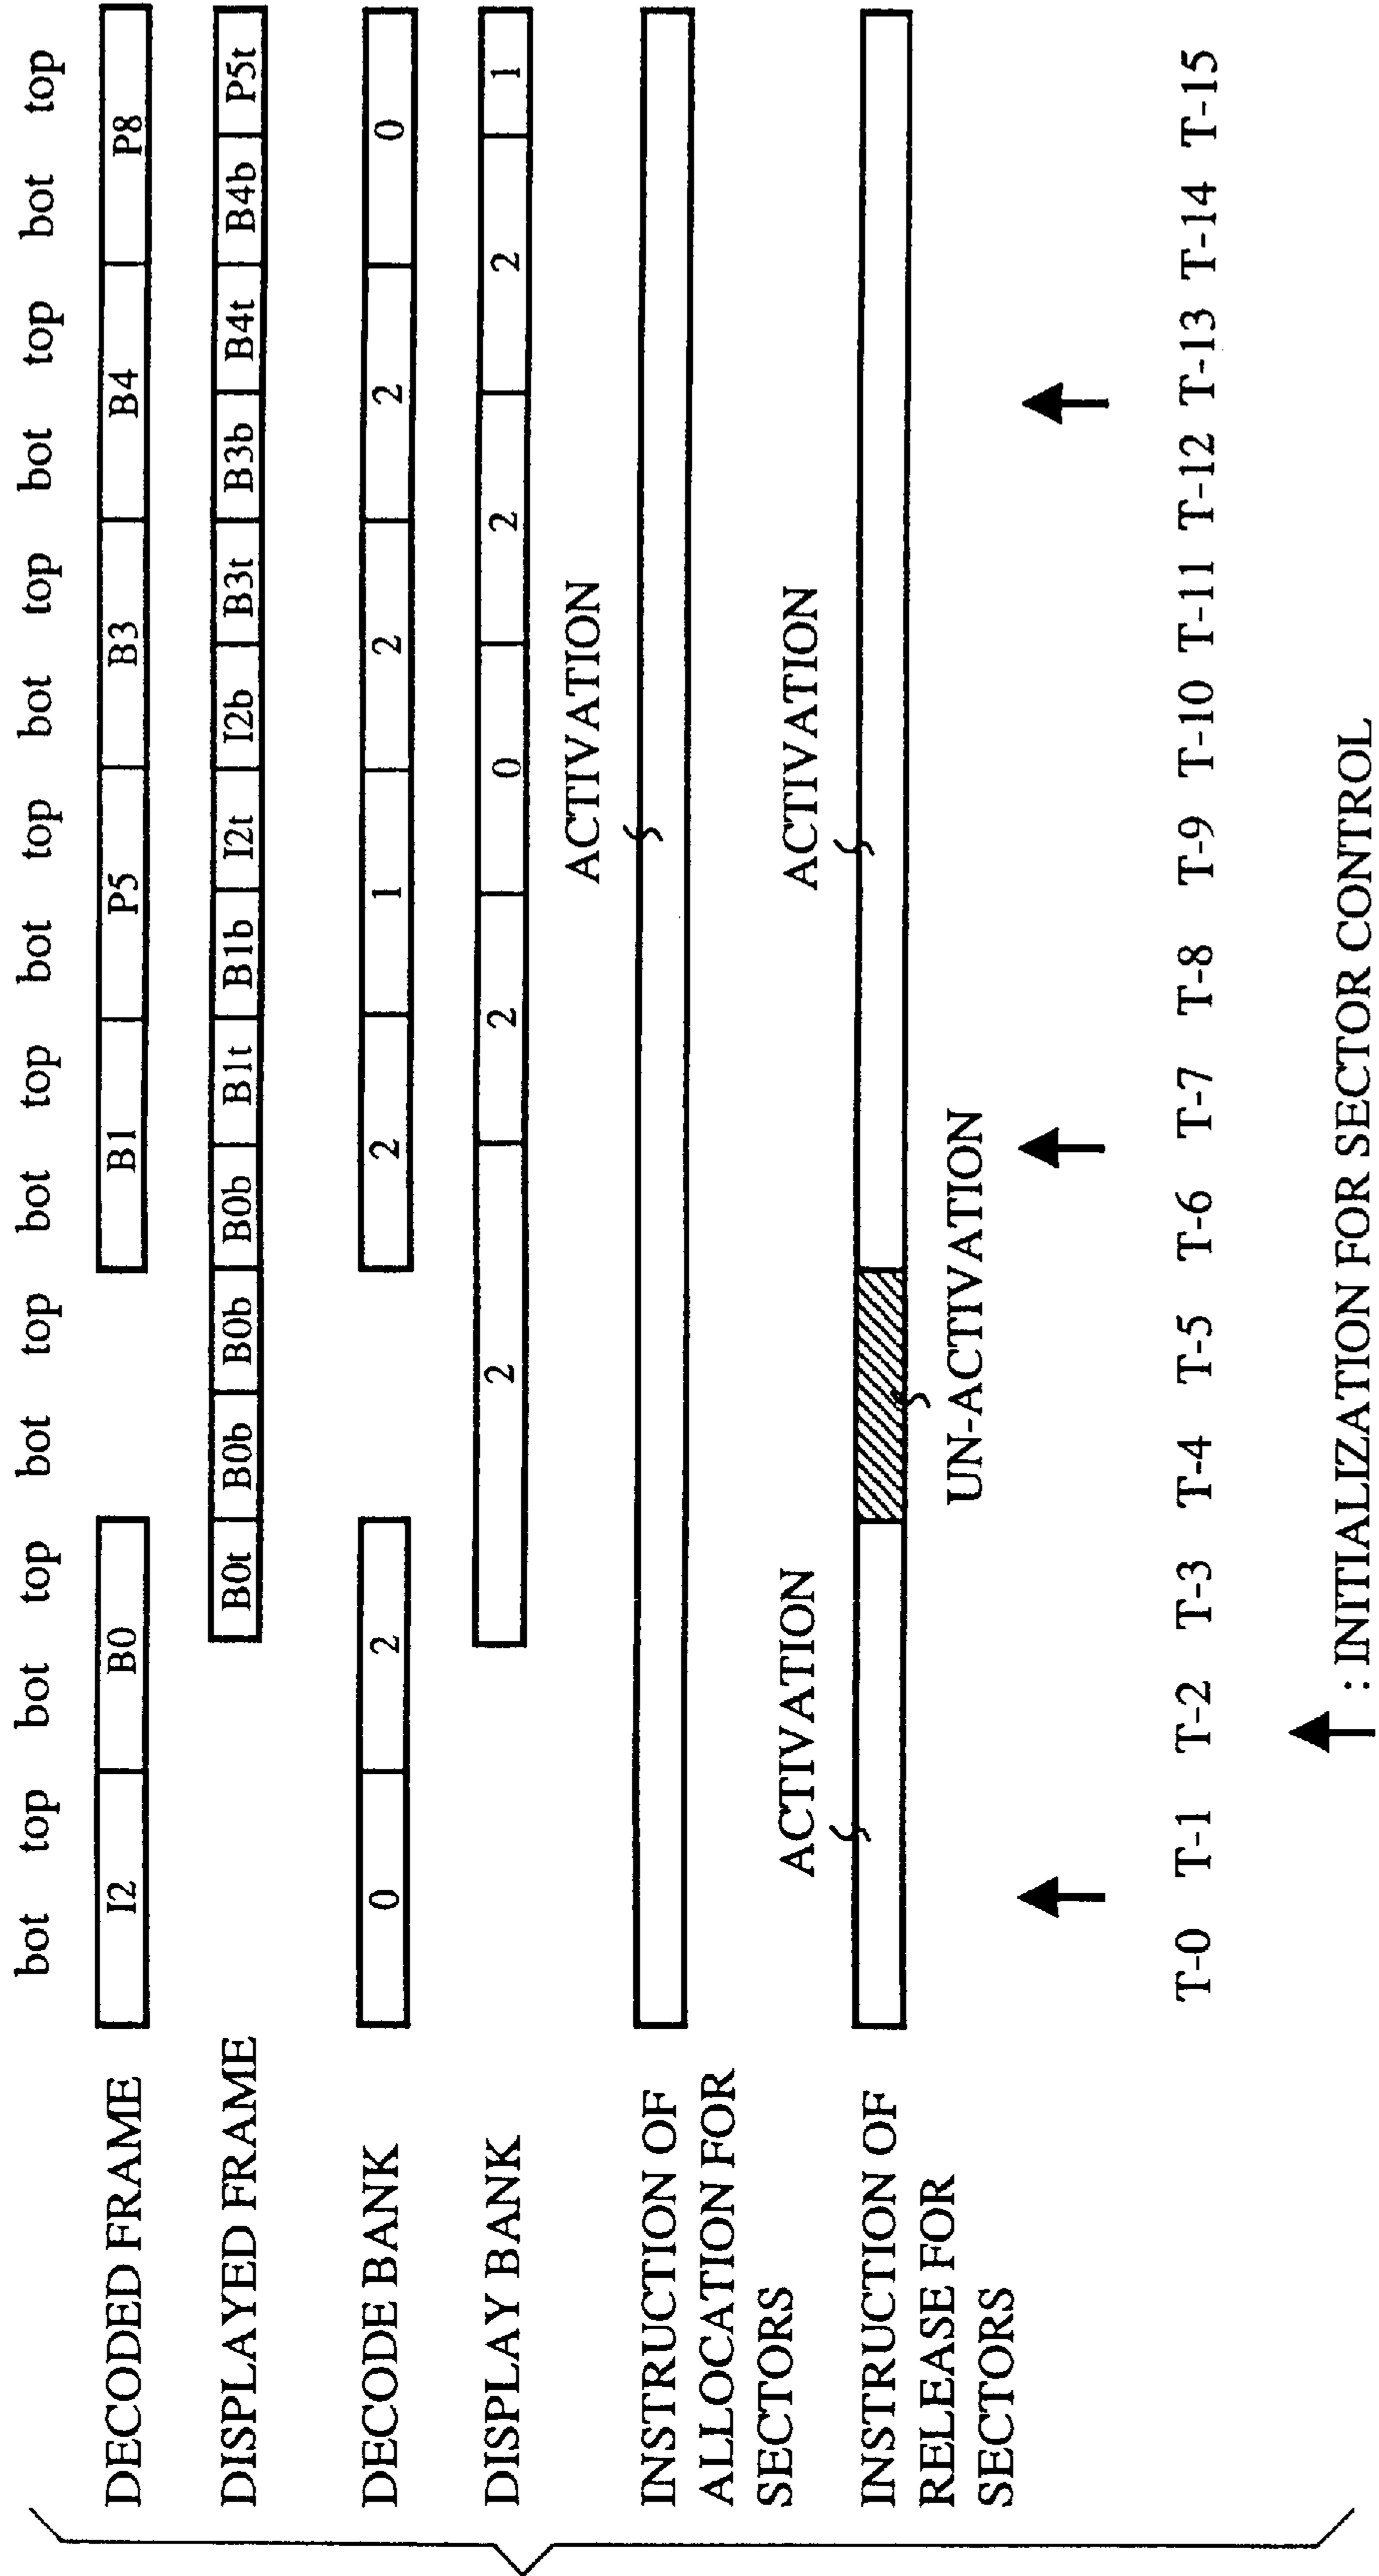 bot top bot top bot top bot top bot top bot top bot top bot top
DECODED FRAME I2 B0 B1 P5 B3 B4 P8
DISPLAYED FRAME B0t B0b B0b B0b B1t B1b I2t I2b B3t B3b B4t B4b P5t
DECODE BANK 0 2 2 1 2 2 0
DISPLAY BANK 2 2 0 2 2 1
ACTIVATION
INSTRUCTION OF
ALLOCATION FOR
SECTORS
ACTIVATION ACTIVATION
INSTRUCTION OF
RELEASE FOR
SECTORS
UN-ACTIVATION
T-0 T-1 T-2 T-3 T-4 T-5 T-6 T-7 T-8 T-9 T-10 T-11 T-12 T-13 T-14 T-15
: INITIALIZATION FOR SECTOR CONTROL